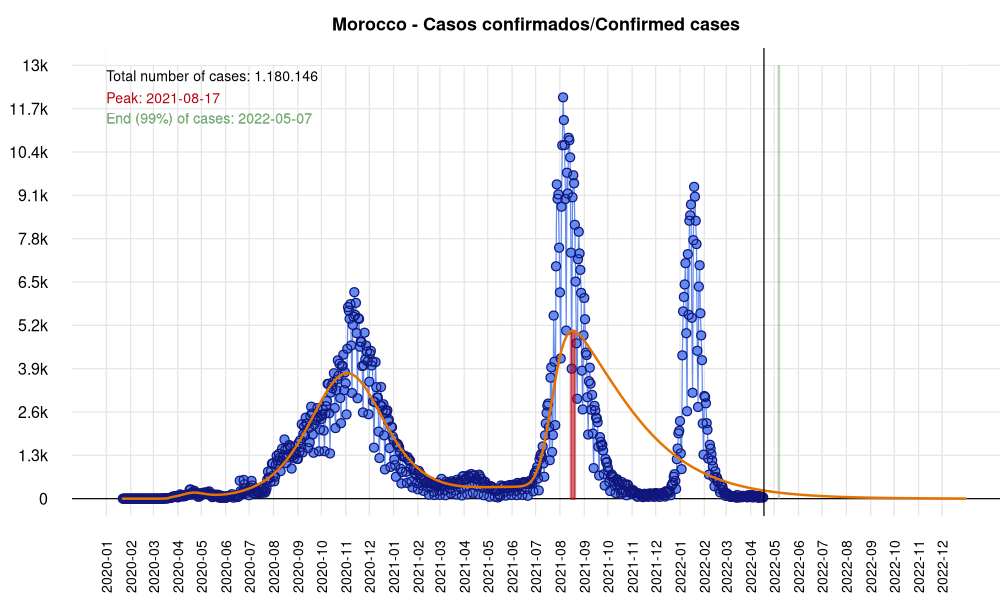 Morocco - Casos confirmados/Confirmed cases
Total number of cases: 1.180.146
Peak: 2021-08-17
End (99%) of cases: 2022-05-07
13k
11.7k
10.4k
9.1k
7.8k
6.5k
5.2k
3.9k
2.6k
1.3k
0
2020-01
2020-02
2020-03
2020-04
2020-05
2020-06
2020-07
2020-08
2020-09
2020-10
2020-11
2020-12
2021-01
2021-02
2021-03
2021-04
2021-05
2021-06
2021-07
2021-08
2021-09
2021-10
2021-11
2021-12
2022-01
2022-02
2022-03
2022-04
2022-05
2022-06
2022-07
2022-08
2022-09
2022-10
2022-11
2022-12